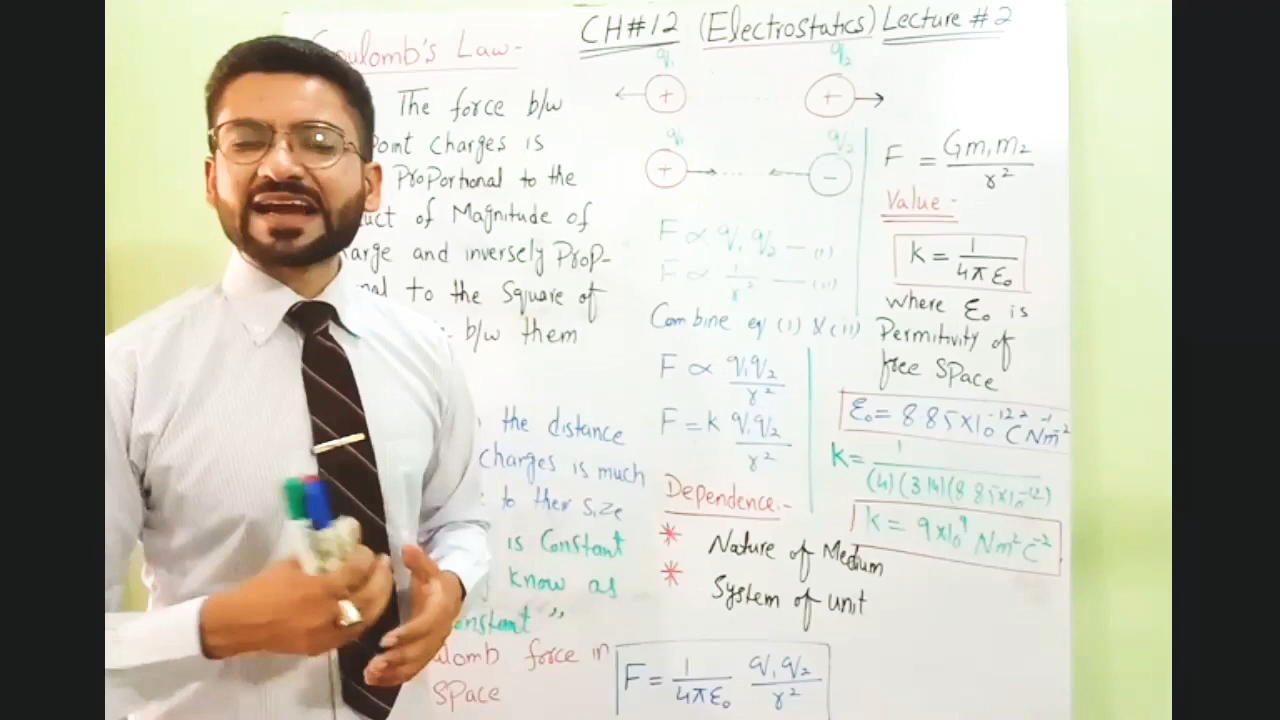 CH#12 (Electrostatics) Lecture #2
Coulomb's Law-
The force b/w
Point Charges is
Proportional to the
uct of Magnitude of
arge and inversely Prop-
nal to the Square of
b/w them
the distance
charges is much
to ther size
is Constant
know as
onstant"
lomb force in
Space
q₁ q₂
+ +
q₁ q₂
+ -
F ∝ q₁ q₂ — (i)
F ∝ 1/r² — (ii)
Combine eq (i) & (ii)
F ∝ q₁q₂/r²
F = k q₁q₂/r²
Dependence:-
* Nature of Medium
* System of unit
F = 1/4πε₀ q₁q₂/r²
F = Gm₁m₂/r²
Value:-
k = 1/4πε₀
where ε₀ is
Permitivity of
free Space
ε₀ = 8.85×10⁻¹² C²N⁻¹m⁻²
k = 1/(4)(3.14)(8.85×10⁻¹²)
k = 9×10⁹ Nm²C⁻²